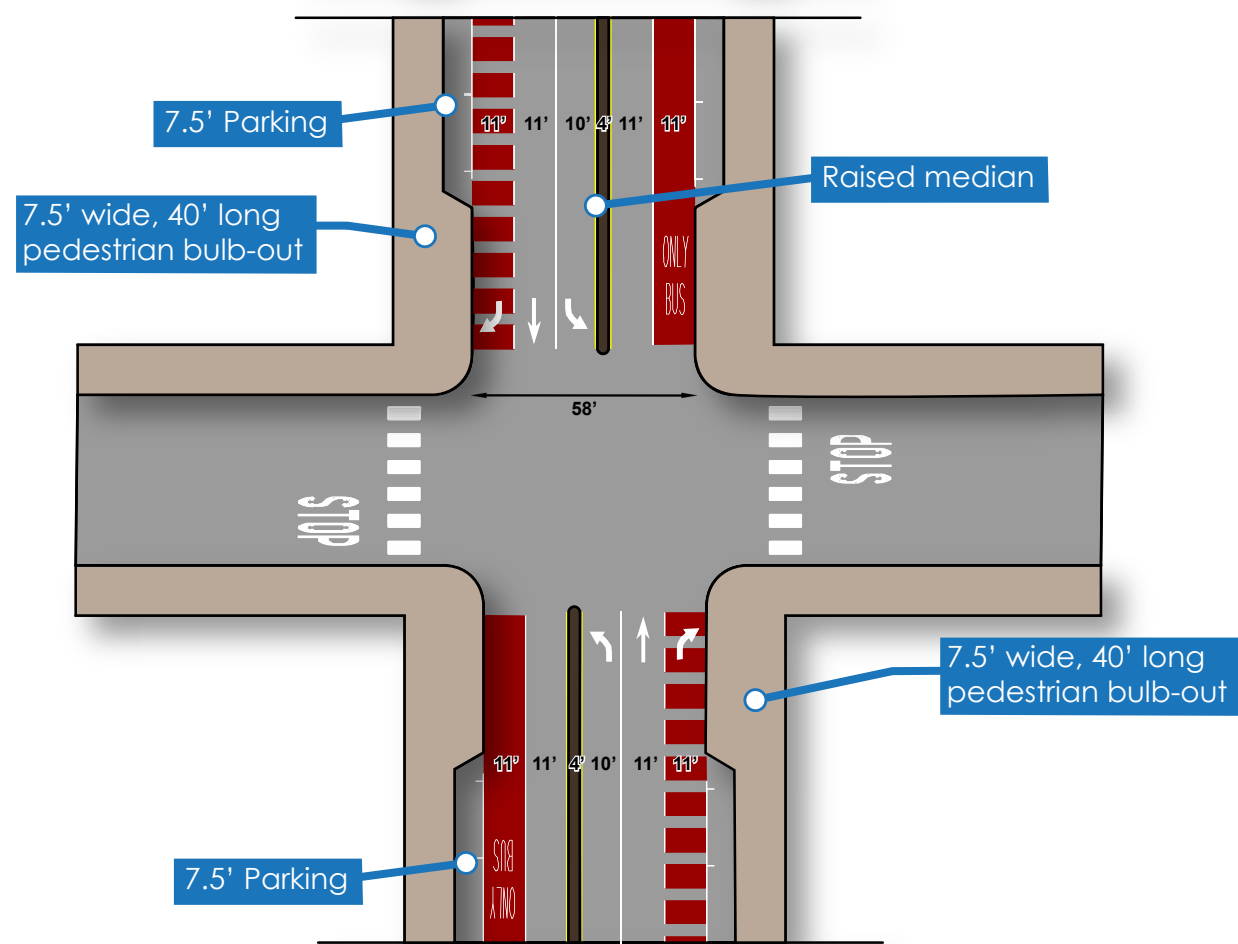 7.5’ Parking
11’ 11’ 10’ 4’ 11’ 11’
Raised median
7.5’ wide, 40’ long
pedestrian bulb-out
ONLY
BUS
58’
STOP
STOP
7.5’ wide, 40’ long
pedestrian bulb-out
11’ 11’ 4’ 10’ 11’ 11’
7.5’ Parking
BUS
ONLY